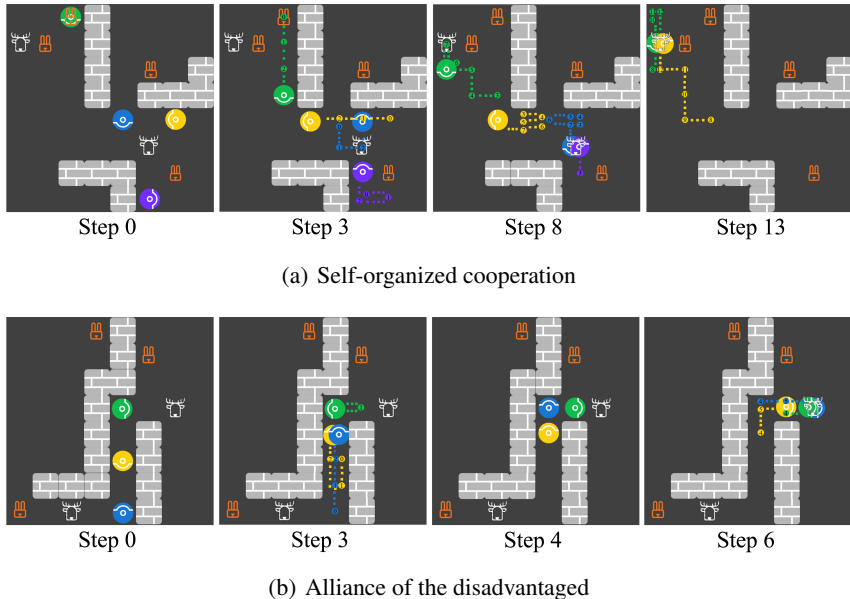 Step 0 Step 3 Step 8 Step 13
(a) Self-organized cooperation
Step 0 Step 3 Step 4 Step 6
(b) Alliance of the disadvantaged